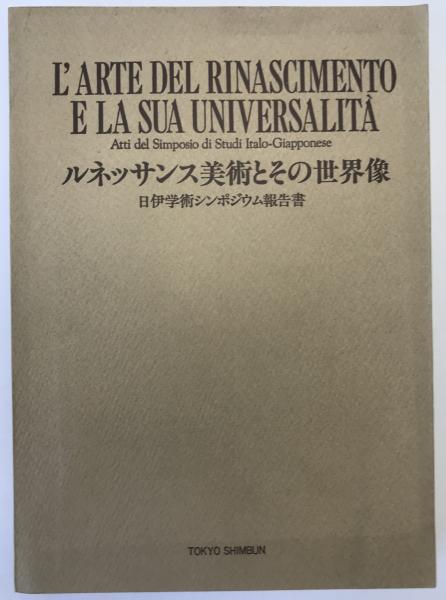 L'ARTE DEL RINASCIMENTO
E LA SUA UNIVERSALITÀ
Atti del Simposio di Studi Italo-Giapponese
ルネッサンス美術とその世界像
日伊学術シンポジウム報告書
TOKYO SHIMBUN